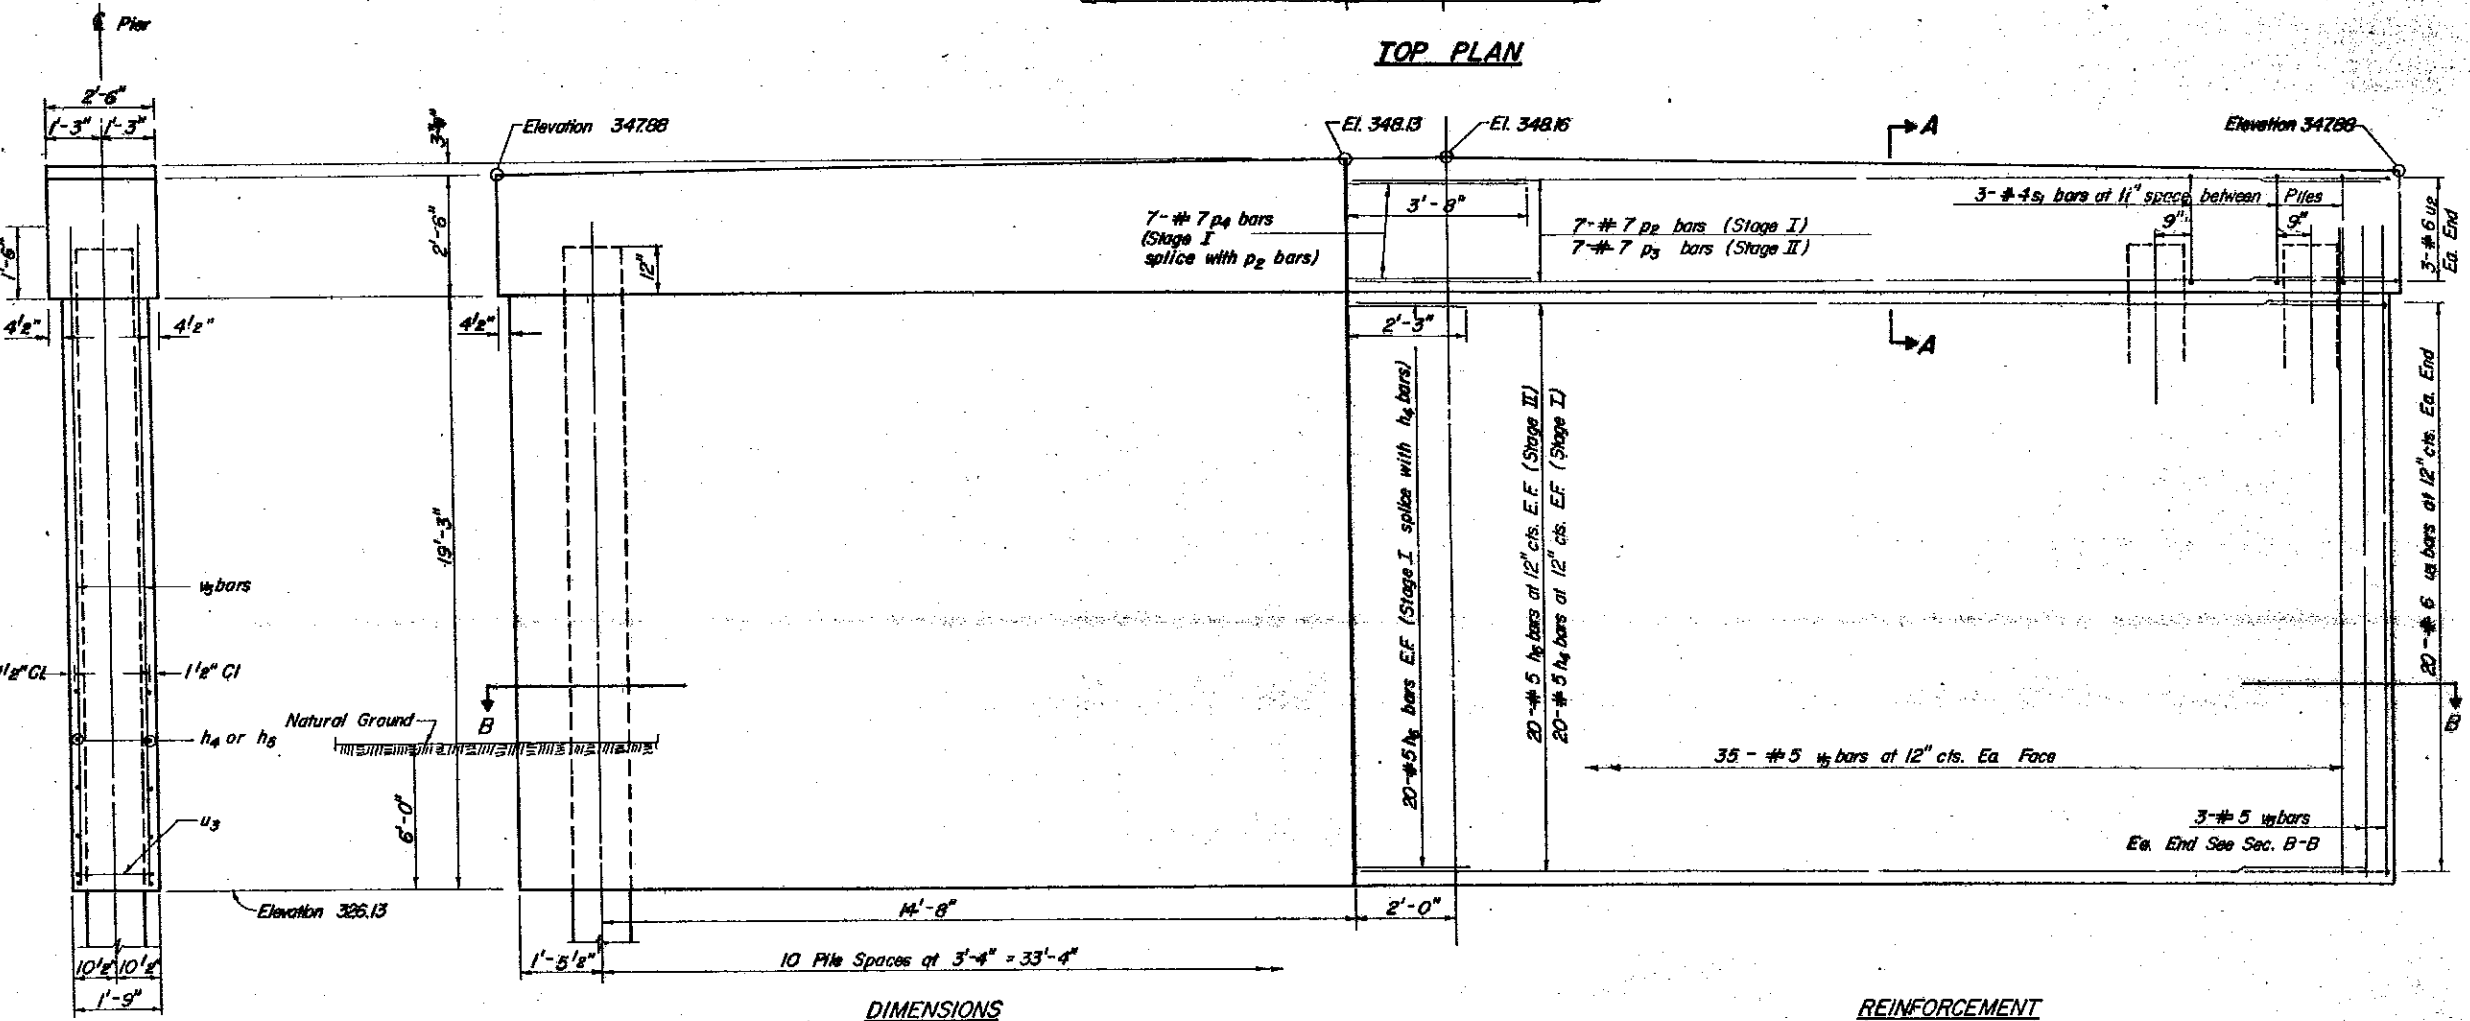 TOP PLAN
℄ Pier
2'-6"
1'-3" 1'-3"
3 3/8"
Elevation 347.88
El. 348.13
El. 348.16
A
Elevation 347.88
1'-6"
2'-6"
12"
7-#7 p4 bars
(Stage I
splice with p2 bars)
3'-8"
7-#7 p2 bars (Stage I)
7-#7 p3 bars (Stage II)
3-#4 s1 bars at 11" space between Piles
9" 9"
3-#6 u2
Ea. End
4 1/2" 4 1/2"
4 1/2"
2'-3"
A
19'-3"
20-#5 h6 bars E.F. (Stage I splice with h4 bars)
20-#5 h5 bars at 12" cts. E.F. (Stage II)
20-#5 h4 bars at 12" cts. E.F. (Stage I)
20-#6 u3 bars at 12" cts. Ea. End
v5 bars
1/2" Cl.
1 1/2" Cl
h4 or h5
Natural Ground
B
B
35-#5 v5 bars at 12" cts. Ea. Face
6'-0"
u3
3-#5 v5 bars
Ea. End See Sec. B-B
Elevation 326.13
14'-8"
2'-0"
10 1/2" 10 1/2"
1'-9"
1'-5 1/2"
10 Pile Spaces at 3'-4" = 33'-4"
DIMENSIONS
REINFORCEMENT